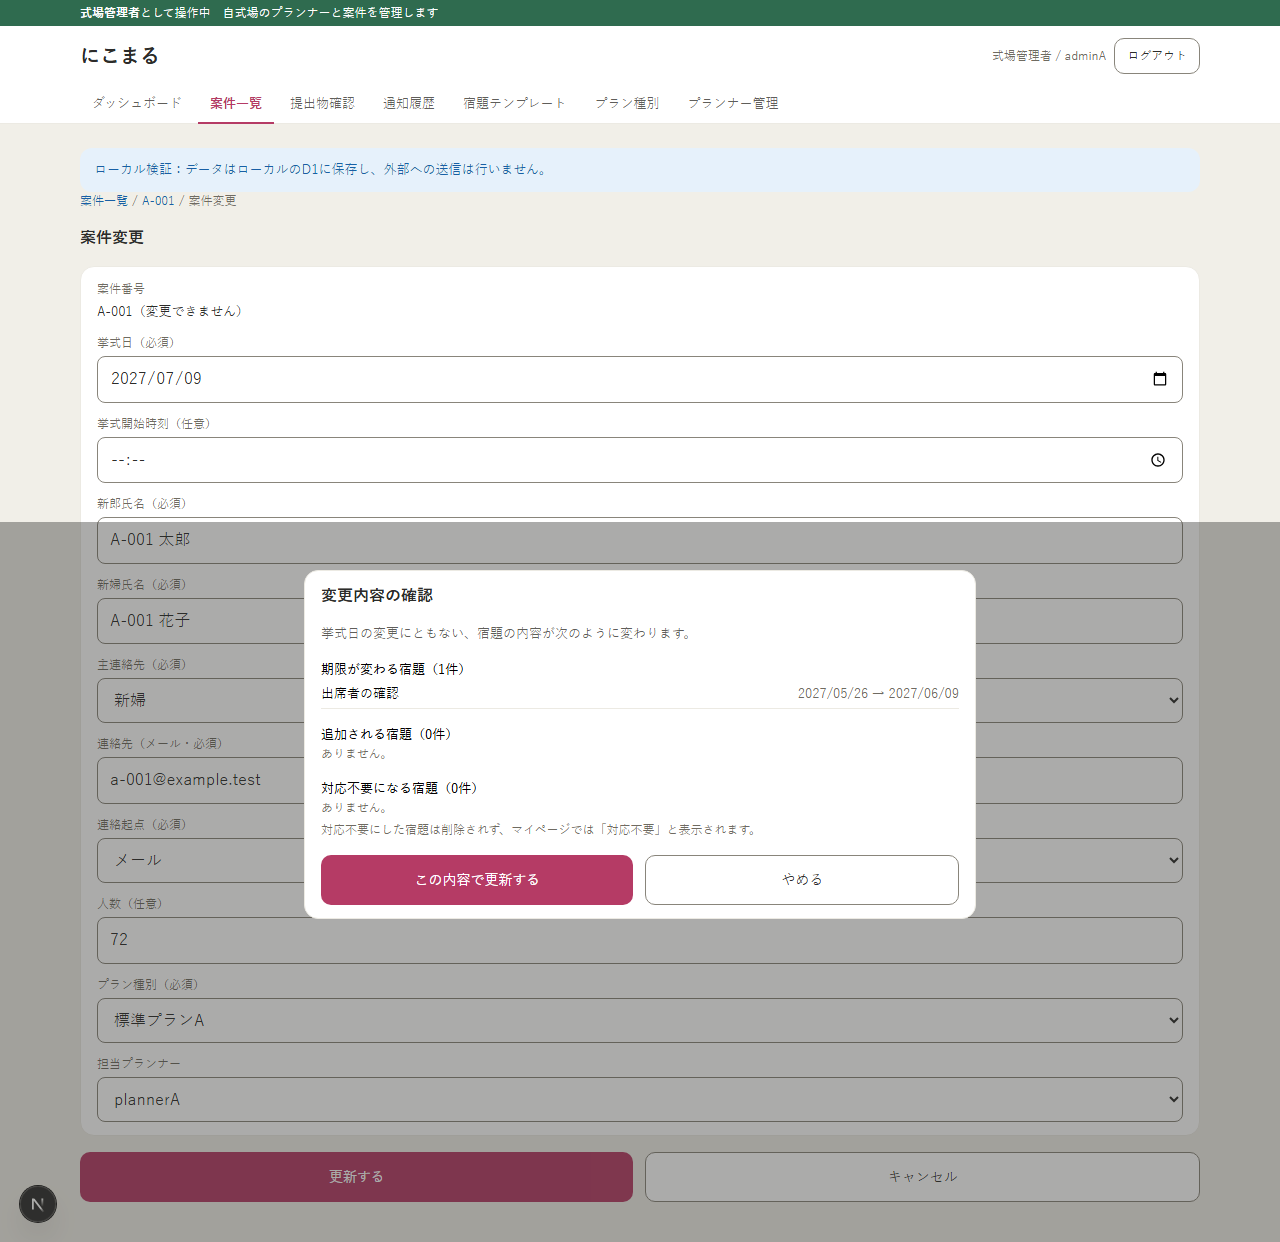 式場管理者として操作中　自式場のプランナーと案件を管理します
にこまる
式場管理者 / adminA
ログアウト
ダッシュボード
案件一覧
提出物確認
通知履歴
宿題テンプレート
プラン種別
プランナー管理
ローカル検証：データはローカルのD1に保存し、外部への送信は行いません。
案件一覧 / A-001 / 案件変更
案件変更
案件番号
A-001（変更できません）
挙式日（必須）
2027/07/09
挙式開始時刻（任意）
--:--
新郎氏名（必須）
A-001 太郎
新婦氏名（必須）
A-001 花子
主連絡先（必須）
新婦
連絡先（メール・必須）
a-001@example.test
連絡起点（必須）
メール
人数（任意）
72
プラン種別（必須）
標準プランA
担当プランナー
plannerA
変更内容の確認
挙式日の変更にともない、宿題の内容が次のように変わります。
期限が変わる宿題（1件）
出席者の確認
2027/05/26 → 2027/06/09
追加される宿題（0件）
ありません。
対応不要になる宿題（0件）
ありません。
対応不要にした宿題は削除されず、マイページでは「対応不要」と表示されます。
この内容で更新する
やめる
更新する
キャンセル
N